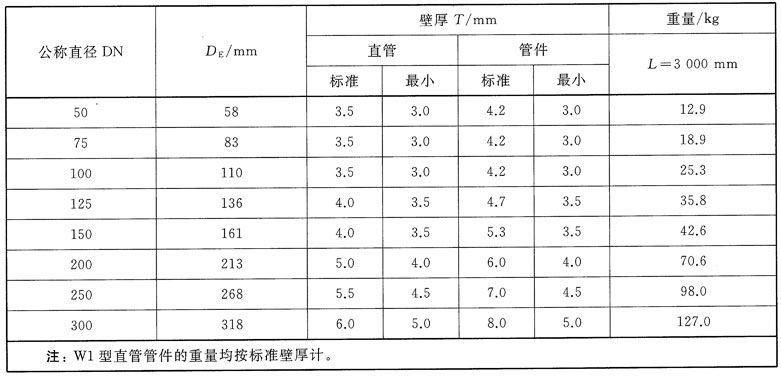 公称直径 DN D_E/mm 壁厚 T/mm 重量/kg
直管 管件 L=3 000 mm
标准 最小 标准 最小
50 58 3.5 3.0 4.2 3.0 12.9
75 83 3.5 3.0 4.2 3.0 18.9
100 110 3.5 3.0 4.2 3.0 25.3
125 136 4.0 3.5 4.7 3.5 35.8
150 161 4.0 3.5 5.3 3.5 42.6
200 213 5.0 4.0 6.0 4.0 70.6
250 268 5.5 4.5 7.0 4.5 98.0
300 318 6.0 5.0 8.0 5.0 127.0
注：W1 型直管管件的重量均按标准壁厚计。